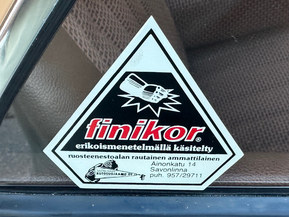 finikor®
erikoismenetelmällä käsitelty
ruosteenestoalan rautainen ammattilainen
Ainonkatu 14
Savonlinna
puh. 957/29711